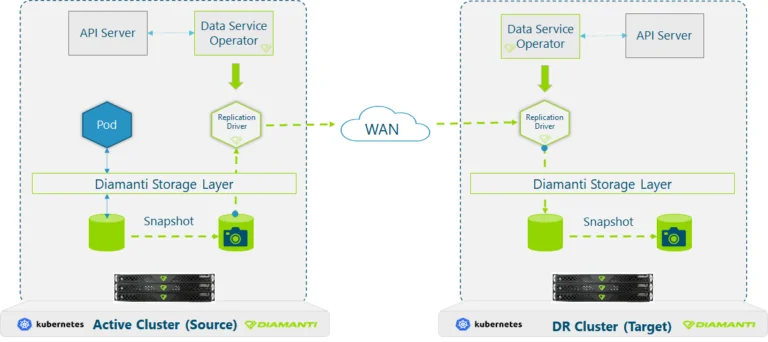 API Server
Data Service
Operator
Pod
Replication
Driver
Diamanti Storage Layer
Snapshot
kubernetes
Active Cluster (Source)
DIAMANTI
WAN
Data Service
Operator
API Server
Replication
Driver
Diamanti Storage Layer
Snapshot
kubernetes
DR Cluster (Target)
DIAMANTI